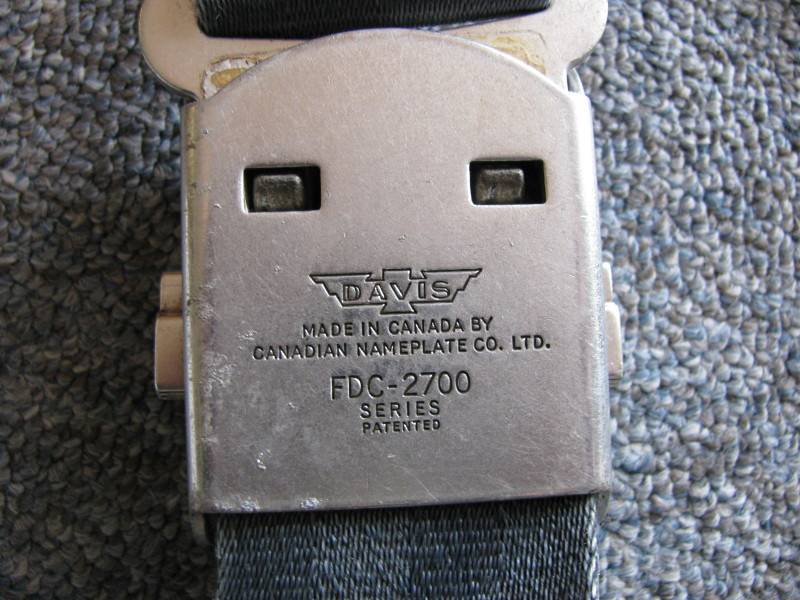 DAVIS
MADE IN CANADA BY
CANADIAN NAMEPLATE CO. LTD.
FDC-2700
SERIES
PATENTED